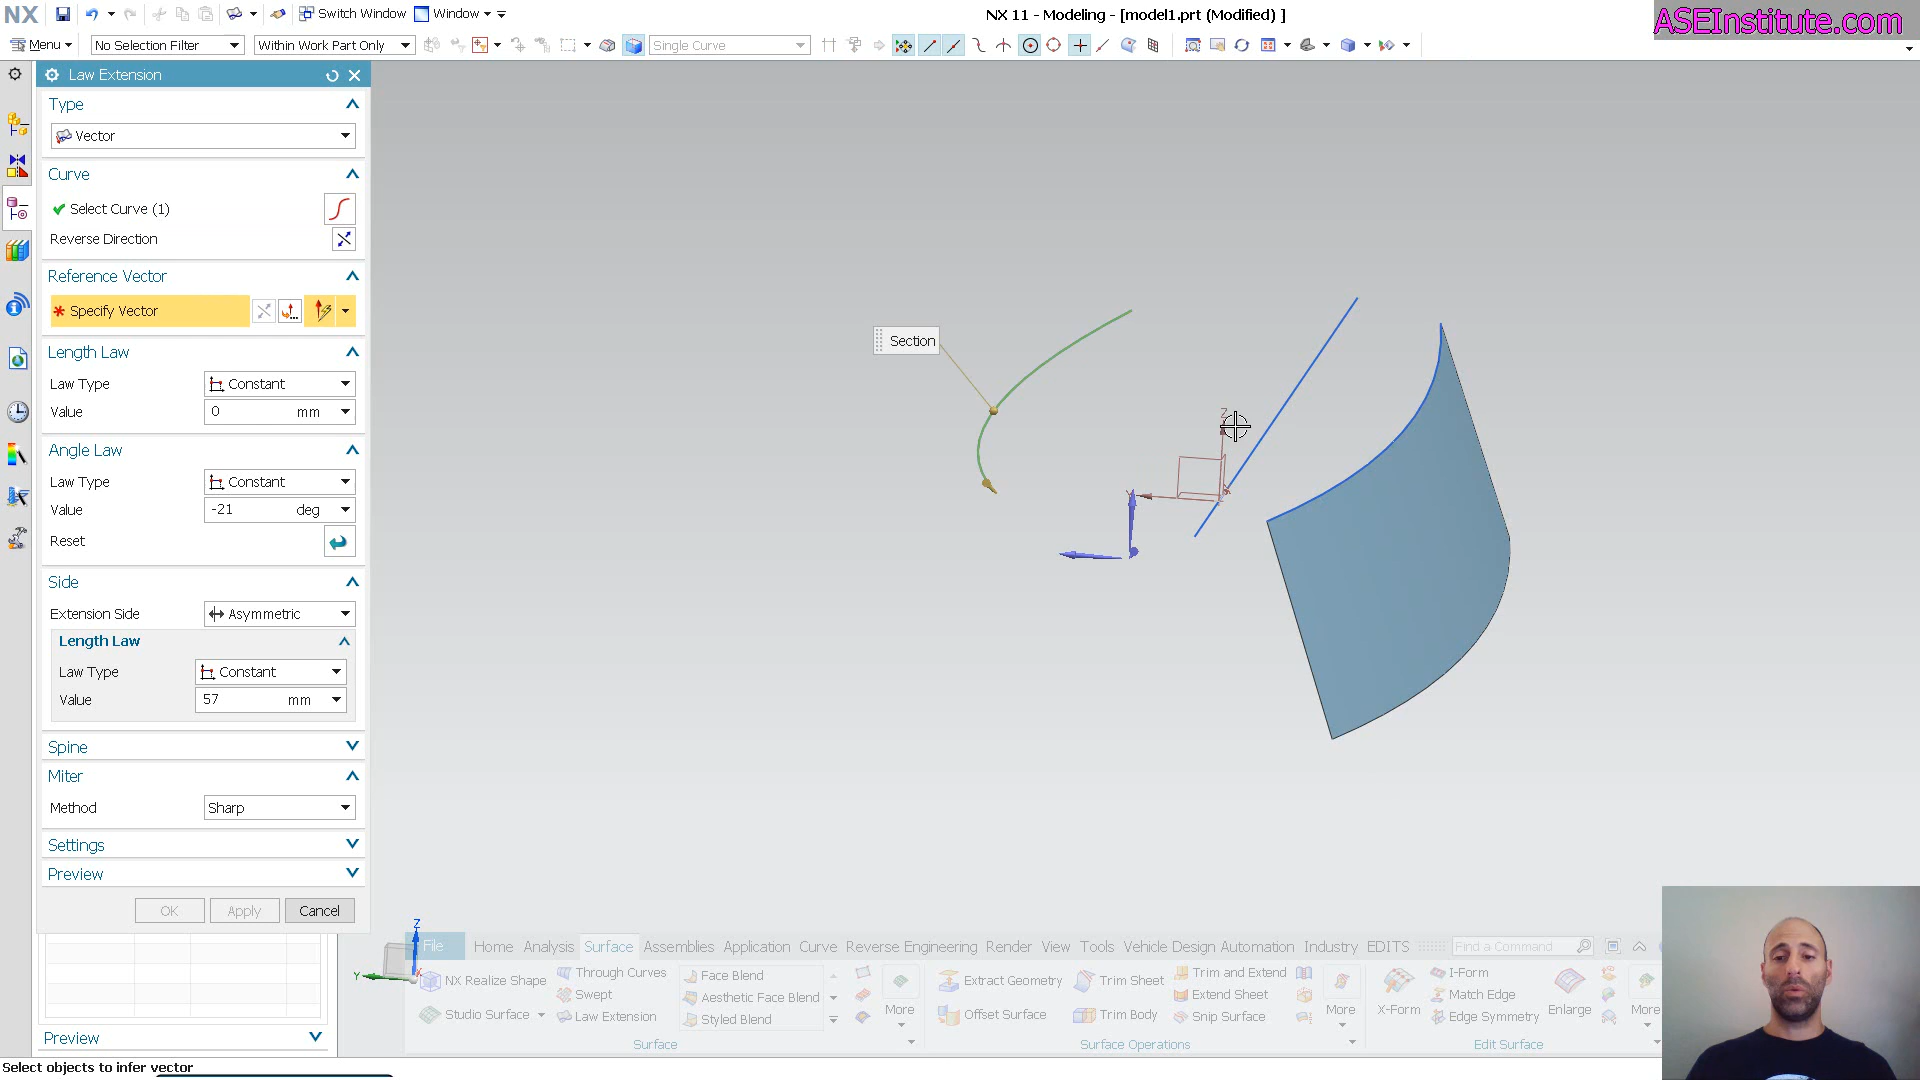 NX
Switch Window
Window
NX 11 - Modeling - [model1.prt (Modified) ]
ASEInstitute.com
Menu
No Selection Filter
Within Work Part Only
Single Curve
Law Extension
Type
Vector
Curve
Select Curve (1)
Reverse Direction
Reference Vector
* Specify Vector
Length Law
Law Type
Constant
Value
0
mm
Angle Law
Law Type
Constant
Value
-21
deg
Reset
Side
Extension Side
Asymmetric
Length Law
Law Type
Constant
Value
57
mm
Spine
Miter
Method
Sharp
Settings
Preview
OK
Apply
Cancel
Preview
Select objects to infer vector
Section
Z
Z
Y
File
Home
Analysis
Surface
Assemblies
Application
Curve
Reverse Engineering
Render
View
Tools
Vehicle Design Automation
Industry
EDITS
Find a Command
NX Realize Shape
Studio Surface
Through Curves
Swept
Law Extension
Face Blend
Aesthetic Face Blend
Styled Blend
More
Surface
Extract Geometry
Offset Surface
Trim Sheet
Trim Body
Trim and Extend
Extend Sheet
Snip Surface
More
Surface Operations
X-Form
I-Form
Match Edge
Edge Symmetry
Enlarge
More
Edit Surface